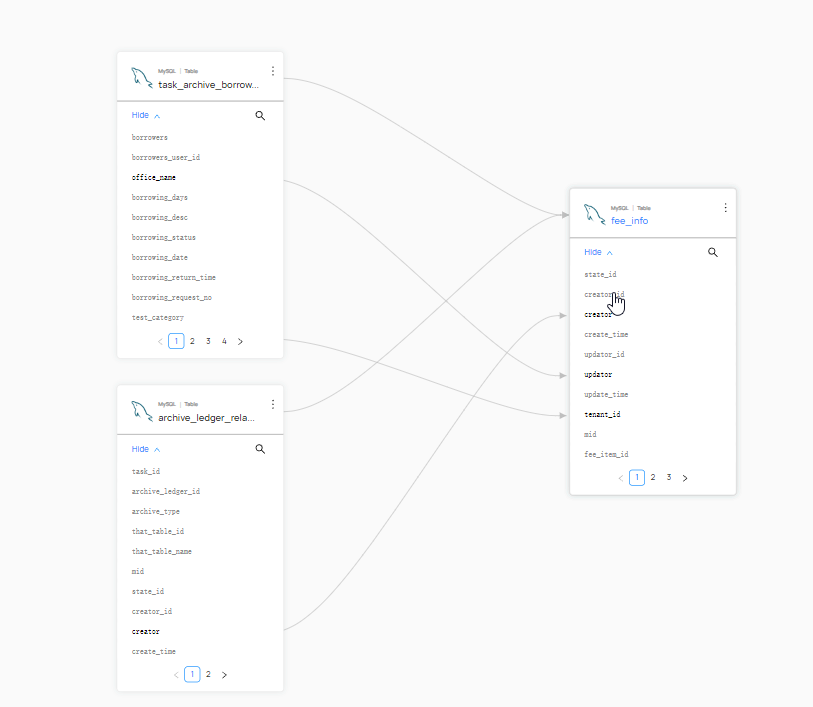 MySQL | Table
task_archive_borrow...
Hide
borrowers
borrowers_user_id
office_name
borrowing_days
borrowing_desc
borrowing_status
borrowing_date
borrowing_return_time
borrowing_request_no
test_category
1 2 3 4
MySQL | Table
archive_ledger_rela...
Hide
task_id
archive_ledger_id
archive_type
that_table_id
that_table_name
mid
state_id
creator_id
creator
create_time
1 2
MySQL | Table
fee_info
Hide
state_id
creator_id
creator
create_time
updator_id
updator
update_time
tenant_id
mid
fee_item_id
1 2 3